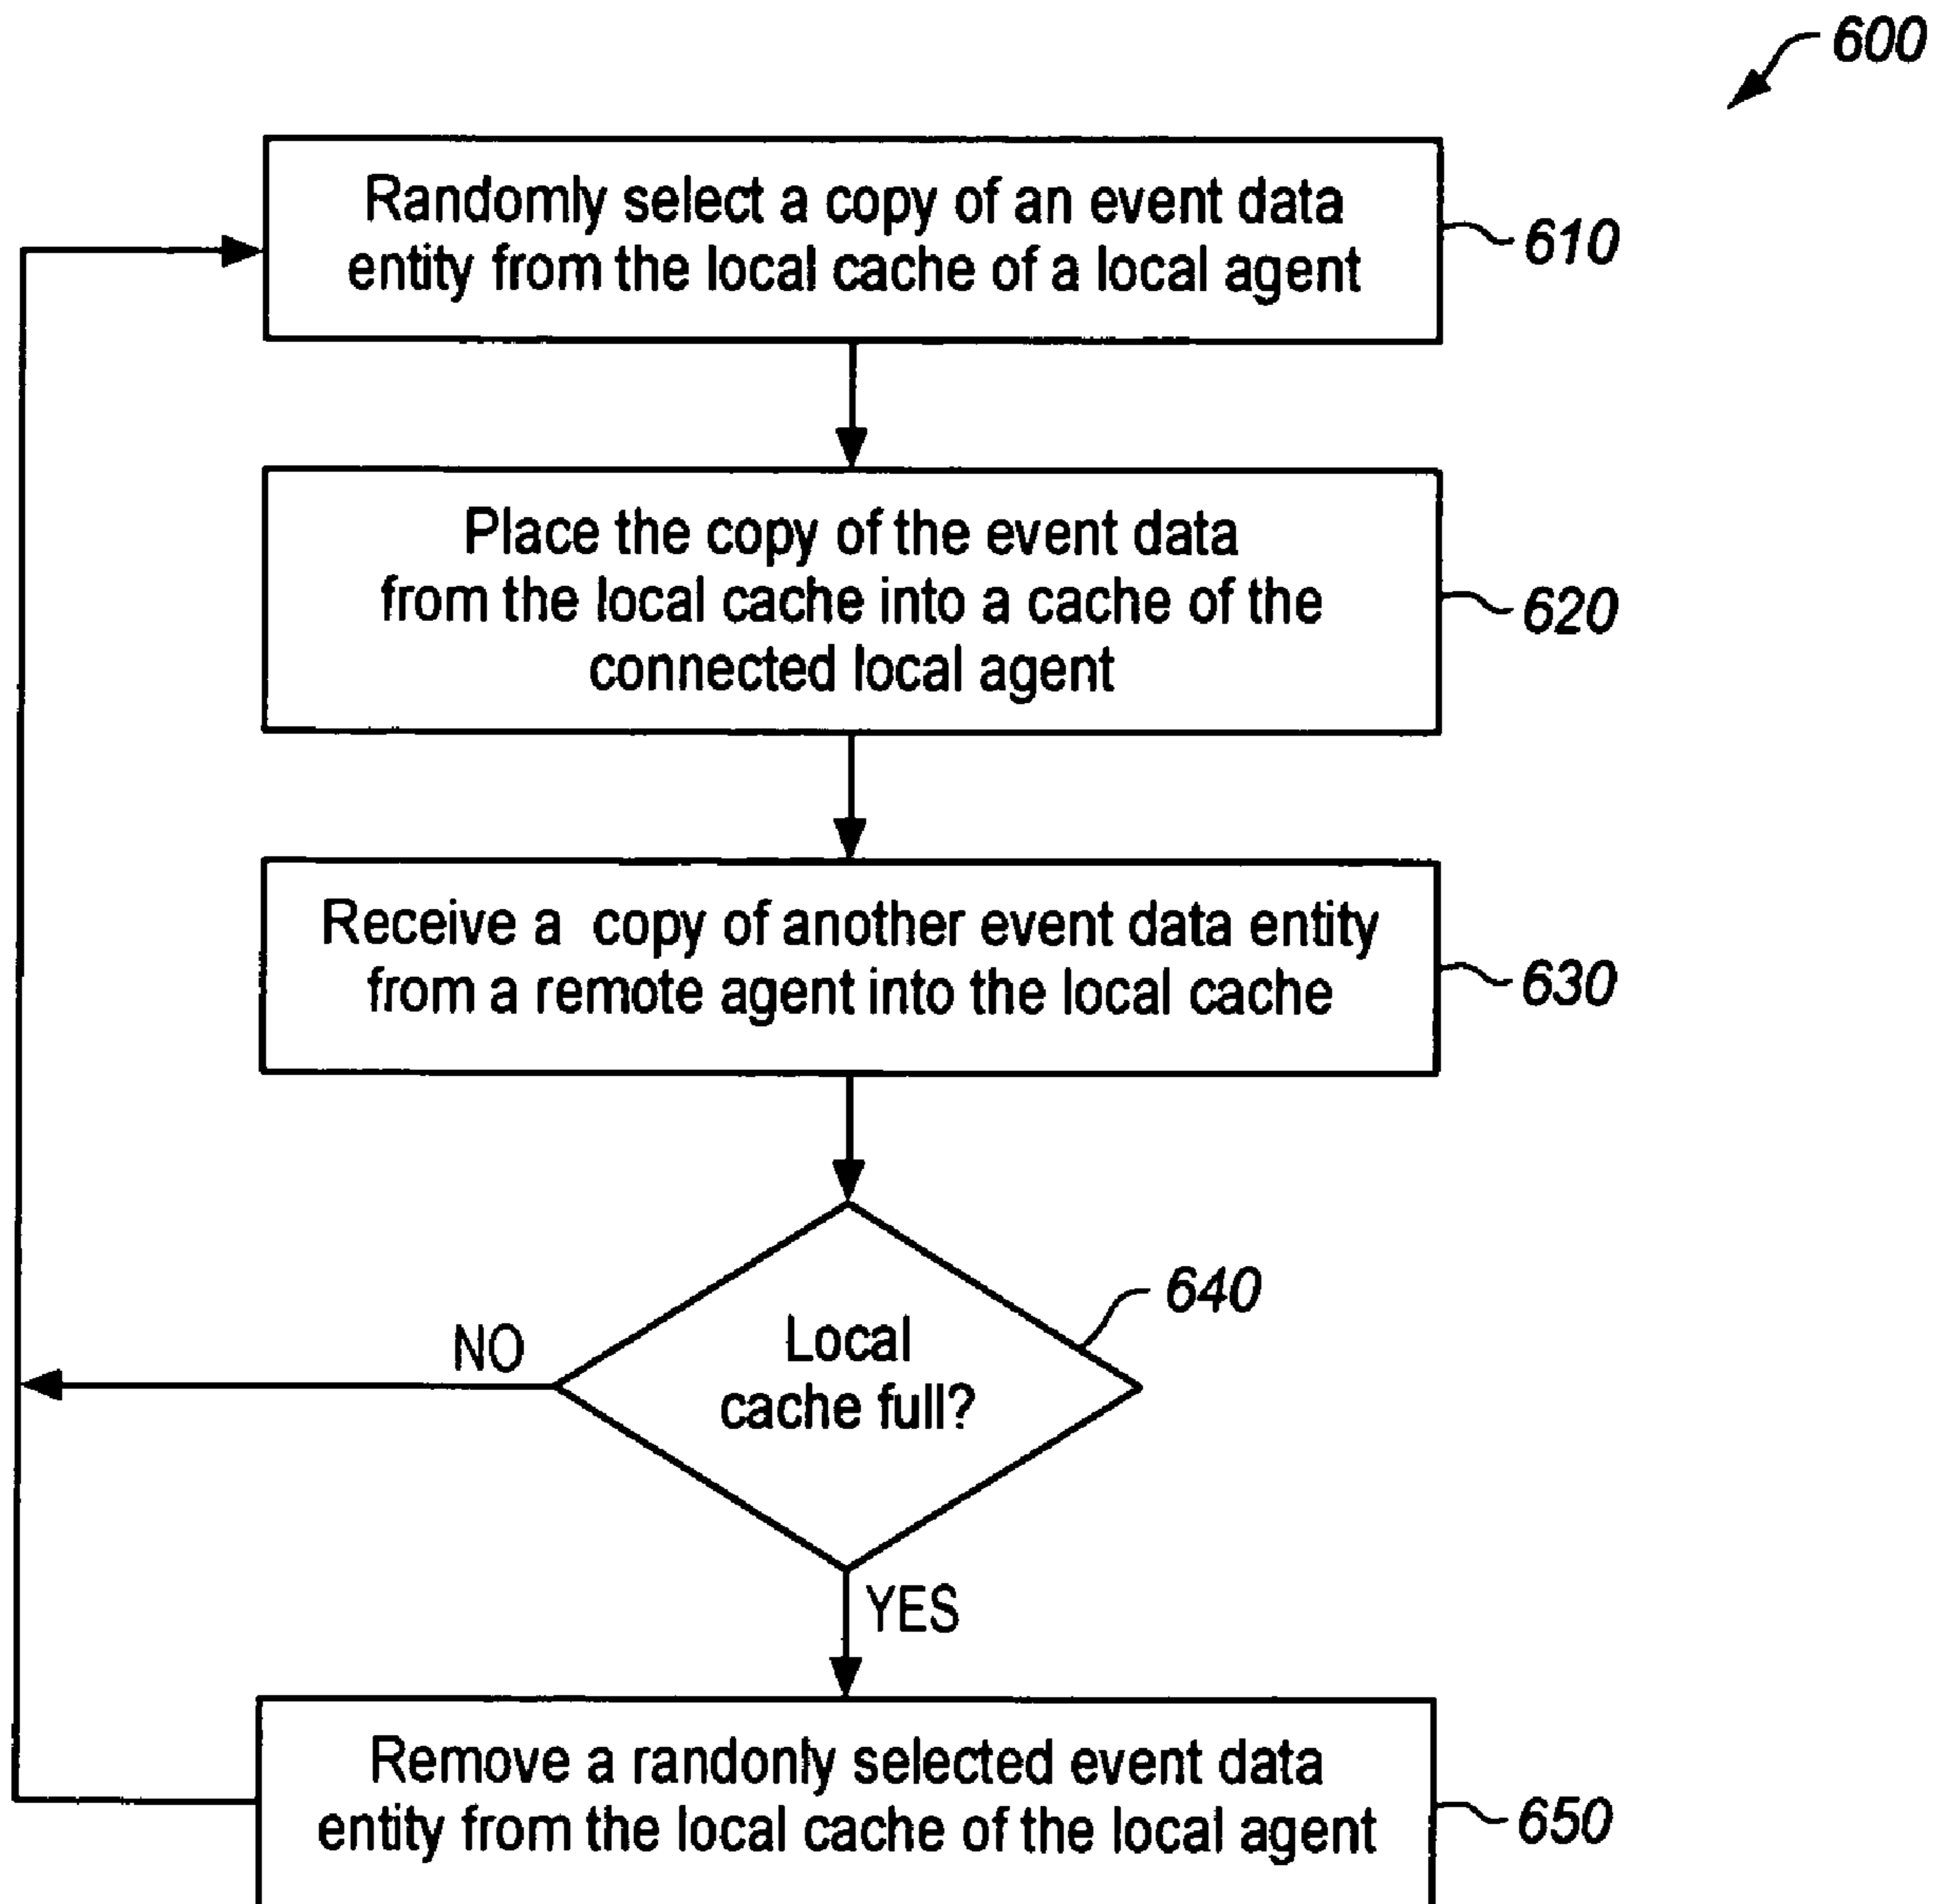 600
Randomly select a copy of an event data
entity from the local cache of a local agent
610
Place the copy of the event data
from the local cache into a cache of the
connected local agent
620
Receive a copy of another event data entity
from a remote agent into the local cache
630
640
Local
cache full?
NO
YES
Remove a randonly selected event data
entity from the local cache of the local agent
650